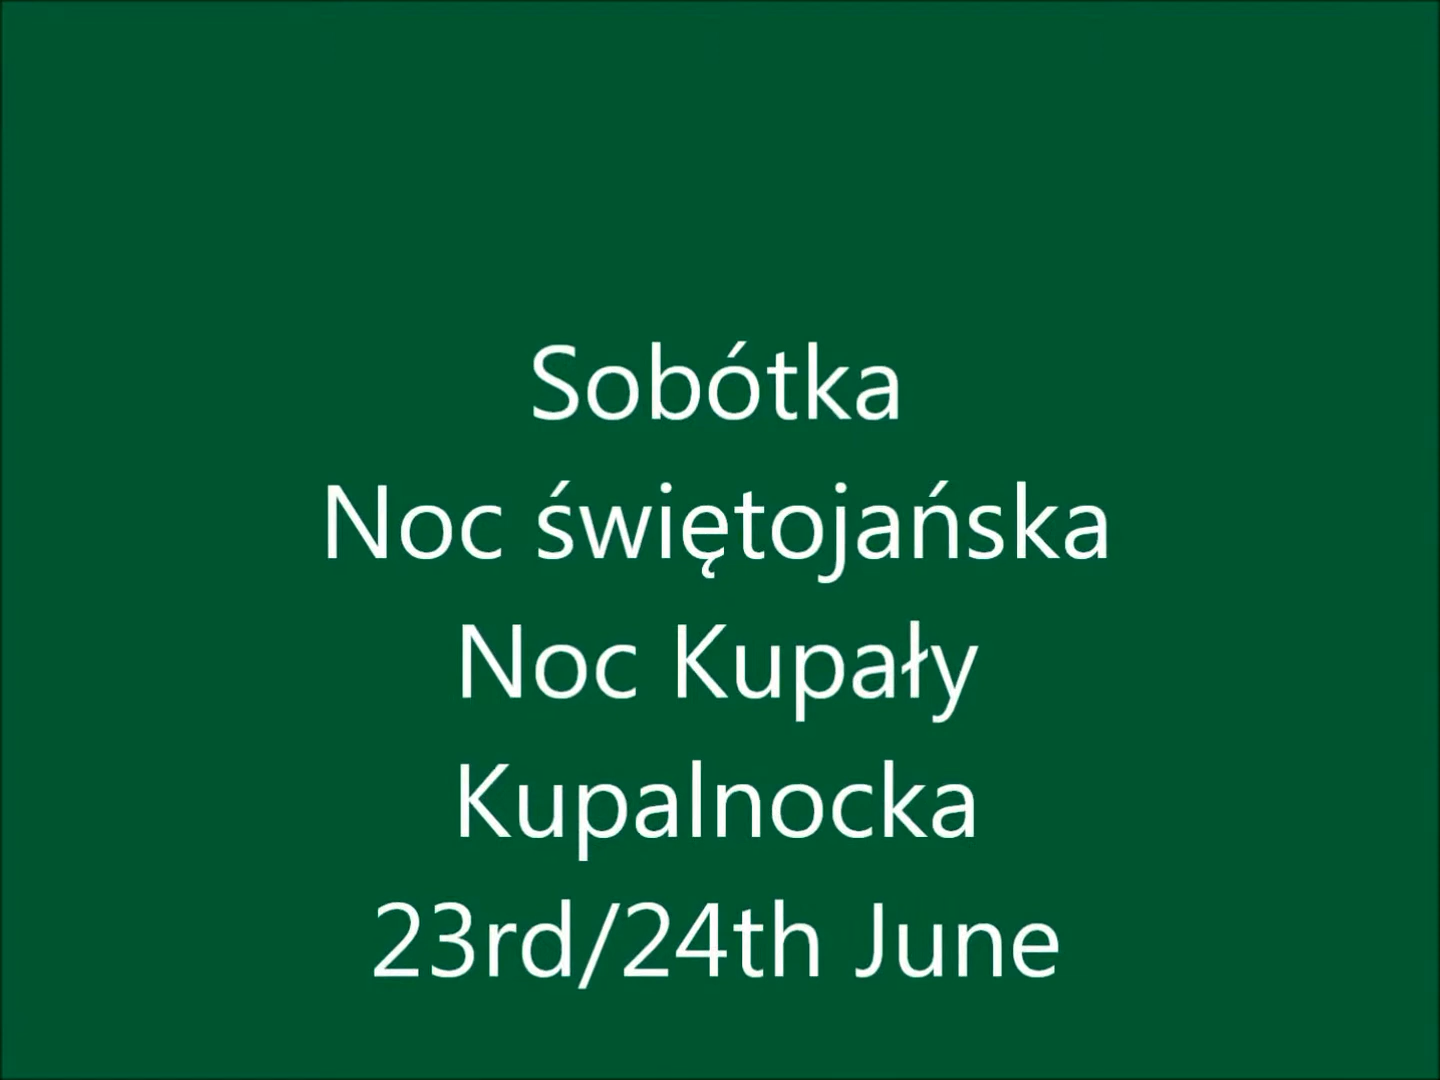 Sobótka
Noc świętojańska
Noc Kupały
Kupalnocka
23rd/24th June